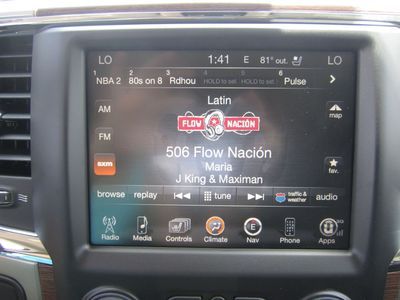 LO 1:41 E 81° out. LO
1 2 3 4 5 6
NBA 2 80s on 8 Rdhou HOLD to set HOLD to set Pulse
Latin
AM
FLOW NACIÓN
map
FM
506 Flow Nación
Maria
sxm
J King & Maximan
fav.
browse replay tune traffic & weather audio
Radio Media Controls Climate E Nav Phone Apps
3G